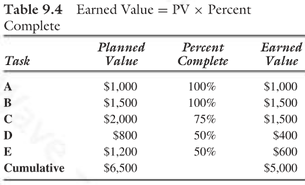 Table 9.4 Earned Value = PV × Percent
Complete
Planned Percent Earned
Task Value Complete Value
A $1,000 100% $1,000
B $1,500 100% $1,500
C $2,000 75% $1,500
D $800 50% $400
E $1,200 50% $600
Cumulative $6,500 $5,000